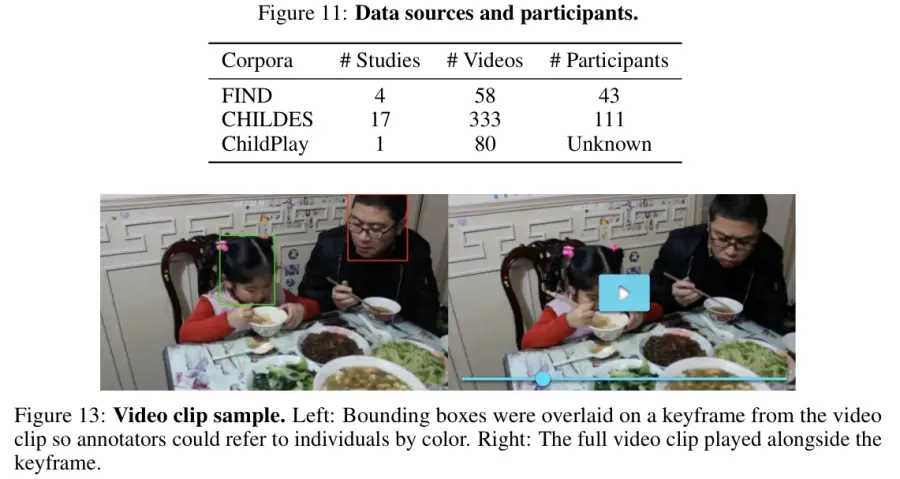 Figure 11: Data sources and participants.
Corpora # Studies # Videos # Participants
FIND 4 58 43
CHILDES 17 333 111
ChildPlay 1 80 Unknown
Figure 13: Video clip sample. Left: Bounding boxes were overlaid on a keyframe from the video
clip so annotators could refer to individuals by color. Right: The full video clip played alongside the
keyframe.